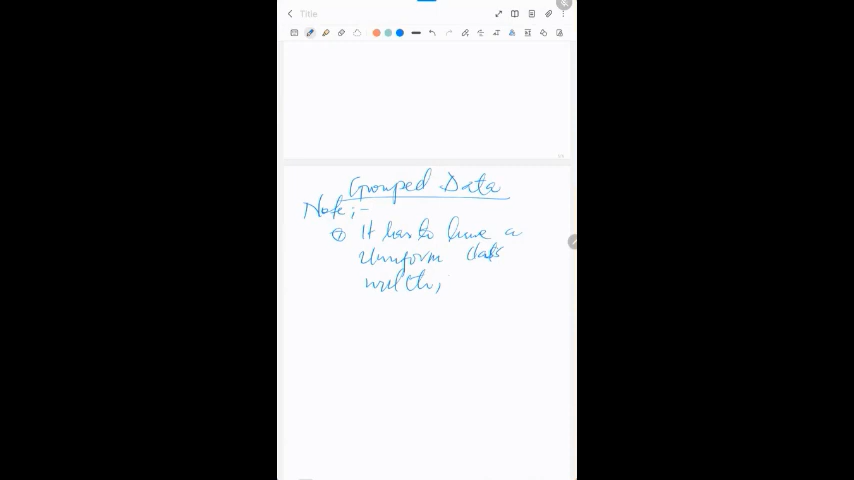 Title
Grouped Data
Note;-
① It has to have a
Uniform class
width,